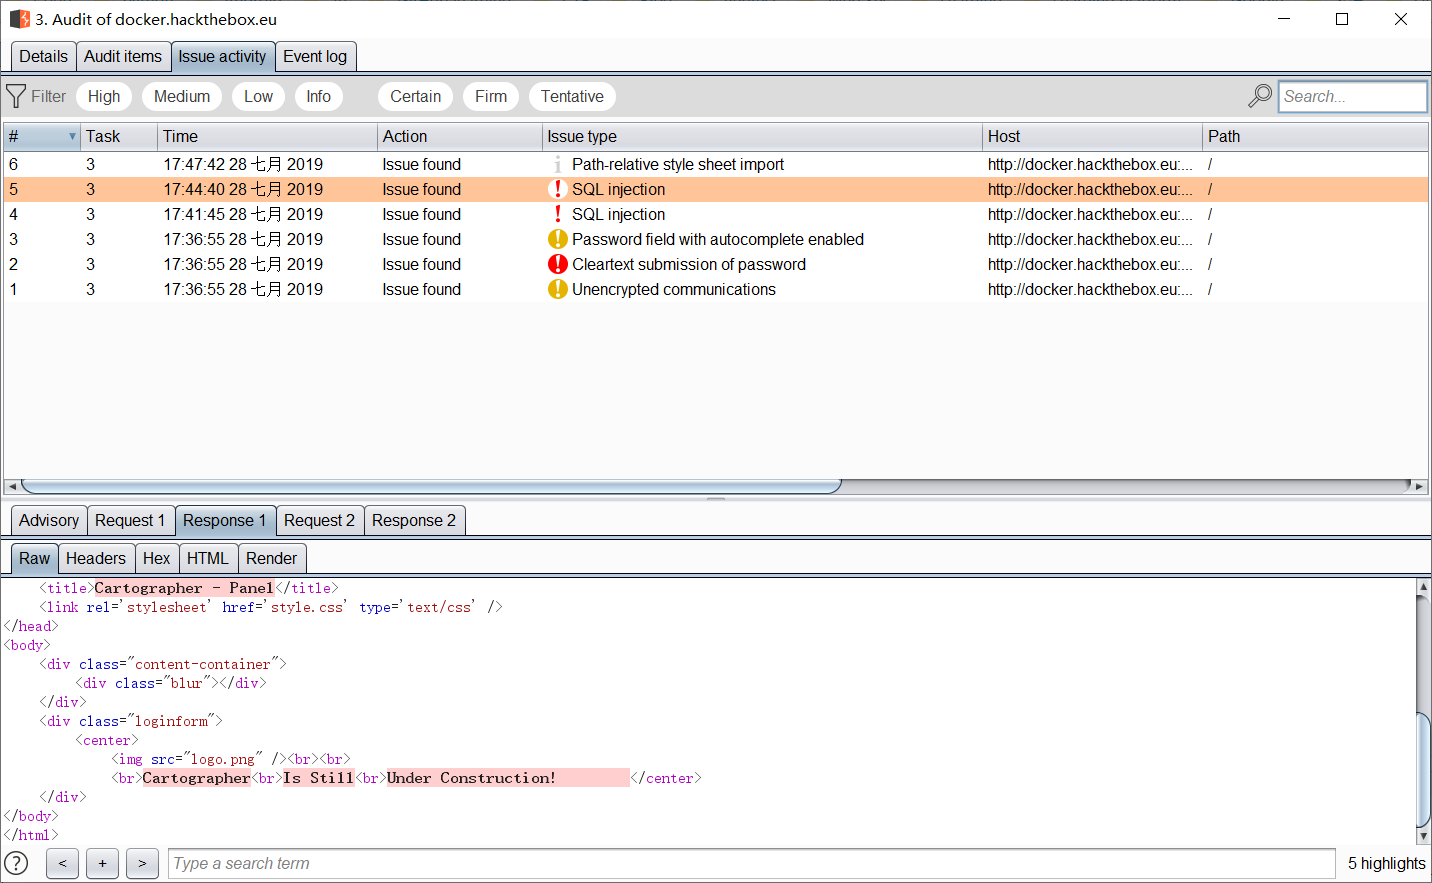 3. Audit of docker.hackthebox.eu
Details Audit items Issue activity Event log
Filter High Medium Low Info Certain Firm Tentative Search...
# Task Time Action Issue type Host Path
6 3 17:47:42 28 七月 2019 Issue found Path-relative style sheet import http://docker.hackthebox.eu:... /
5 3 17:44:40 28 七月 2019 Issue found SQL injection http://docker.hackthebox.eu:... /
4 3 17:41:45 28 七月 2019 Issue found SQL injection http://docker.hackthebox.eu:... /
3 3 17:36:55 28 七月 2019 Issue found Password field with autocomplete enabled http://docker.hackthebox.eu:... /
2 3 17:36:55 28 七月 2019 Issue found Cleartext submission of password http://docker.hackthebox.eu:... /
1 3 17:36:55 28 七月 2019 Issue found Unencrypted communications http://docker.hackthebox.eu:... /
Advisory Request 1 Response 1 Request 2 Response 2
Raw Headers Hex HTML Render
<title>Cartographer - Panel</title>
<link rel='stylesheet' href='style.css' type='text/css' />
</head>
<body>
<div class="content-container">
<div class="blur"></div>
</div>
<div class="loginform">
<center>
<img src="logo.png" /><br><br>
<br>Cartographer<br>Is Still<br>Under Construction! </center>
</div>
</body>
</html>
? < + > Type a search term 5 highlights